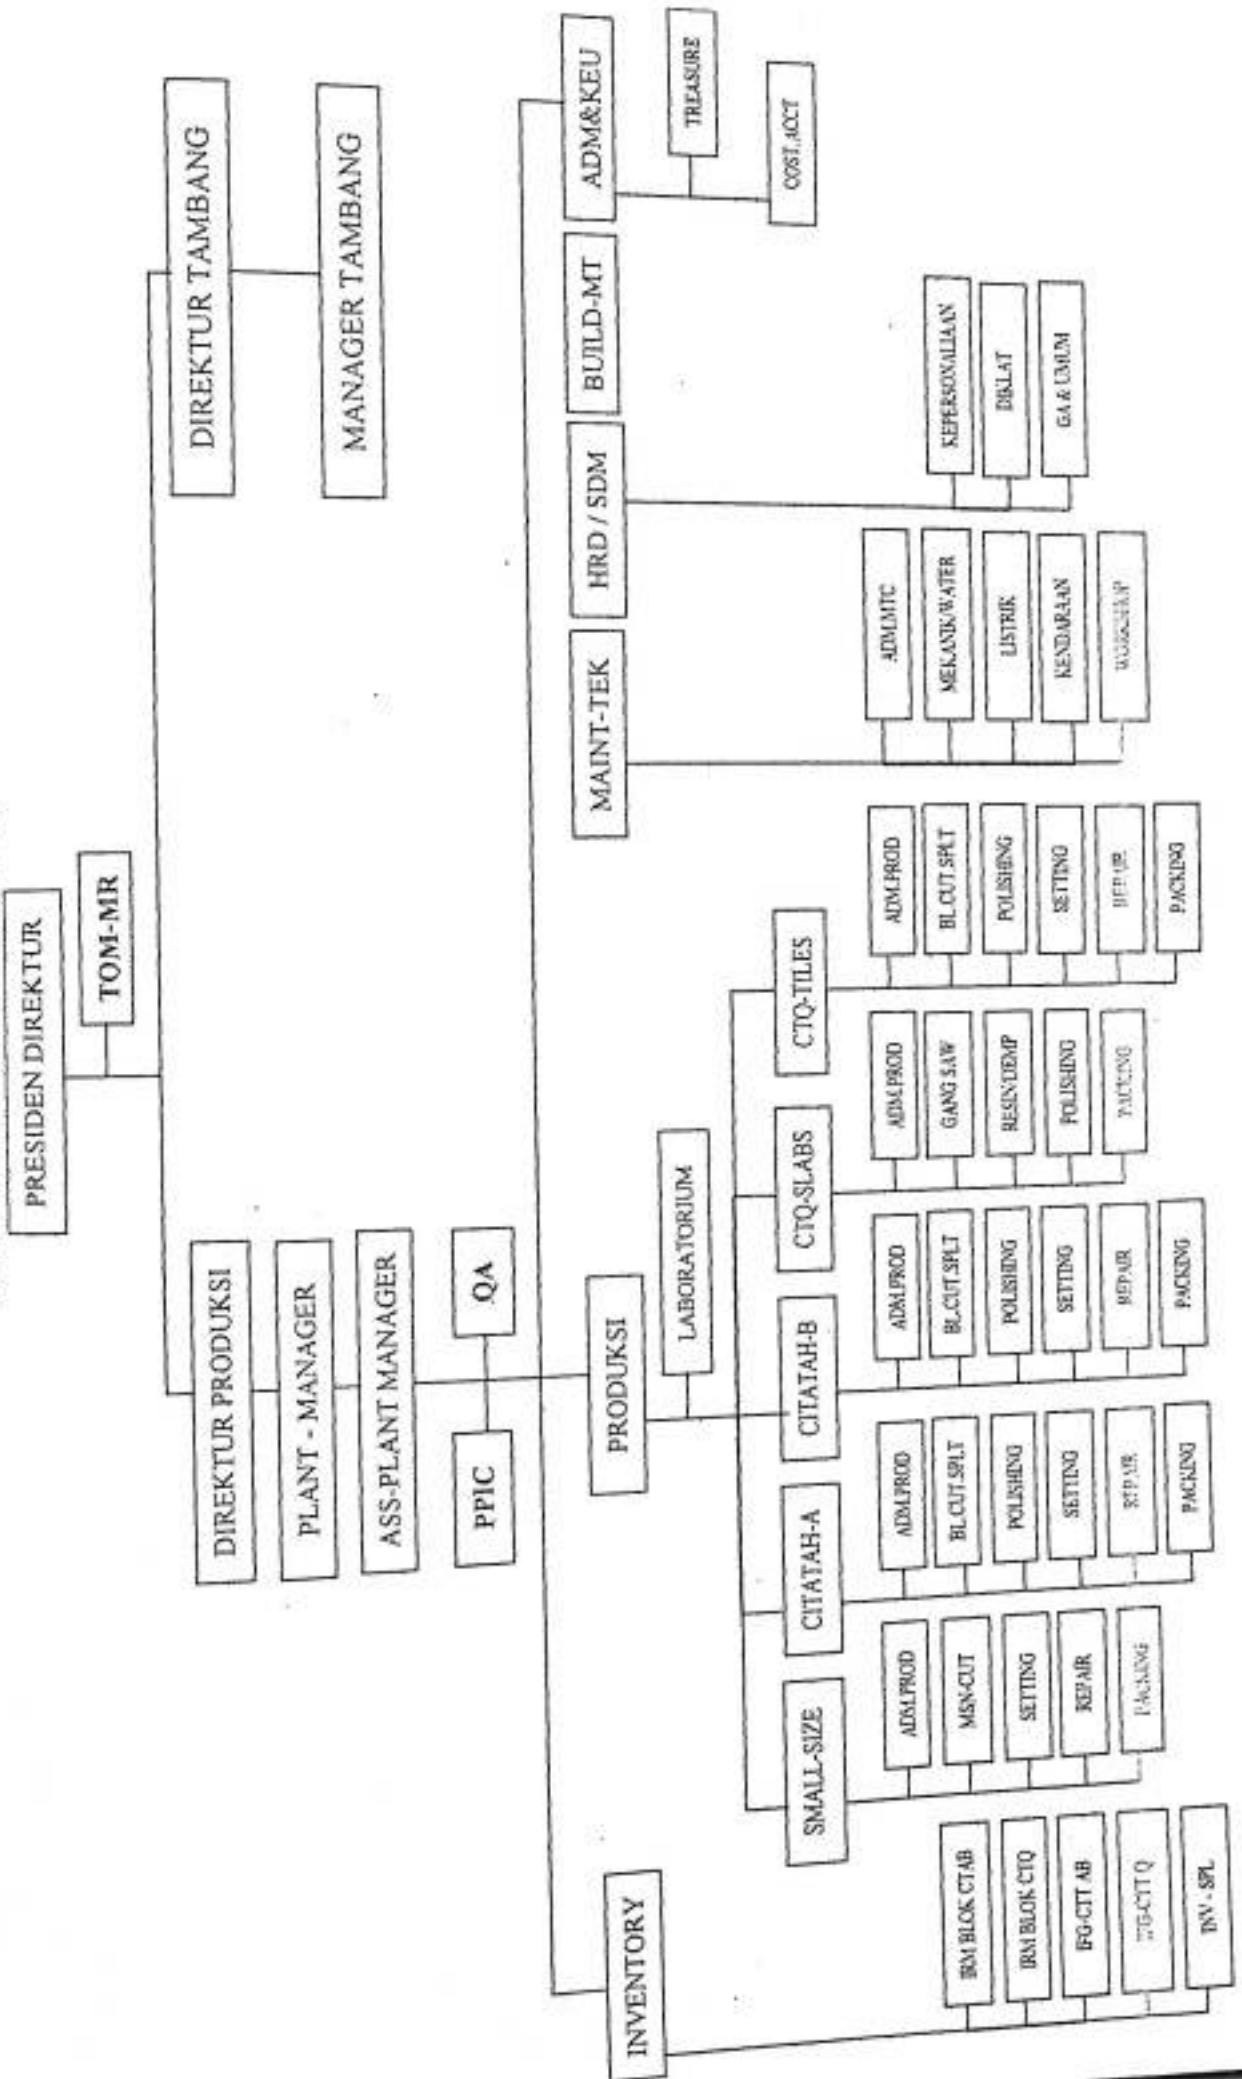 PRESIDEN DIREKTUR
TOM-MR
DIREKTUR PRODUKSI
DIREKTUR TAMBANG
PLANT - MANAGER
MANAGER TAMBANG
ASS-PLANT MANAGER
PPIC
QA
INVENTORY
PRODUKSI
MAINT-TEK
HRD / SDM
BUILD-MT
ADM&KEU
LABORATORIUM
TREASURE
COST.ACCT
SMALL-SIZE
CITATAH-A
CITATAH-B
CTQ-SLABS
CTQ-TILES
IRM BLOK CTAB
IRM BLOK CTQ
IFG-CTT AB
INV - SPL
ADM.PROD
MSN-CUT
SETTING
REPAIR
PACKING
ADM.PROD
BL.CUT.SPLT
POLISHING
SETTING
REPAIR
PACKING
ADM.PROD
BL.CUT.SPLT
POLISHING
SETTING
REPAIR
PACKING
ADM.PROD
GANG SAW
RESIN/DEMP
POLISHING
PACKING
ADM.PROD
BL.CUT.SPLT
POLISHING
SETTING
REPAIR
PACKING
ADM.MTC
MEKANIK/WATER
LISTRIK
KENDARAAN
WORKSHOP
KEPERSONALIAAN
DIKLAT
GA & UMUM